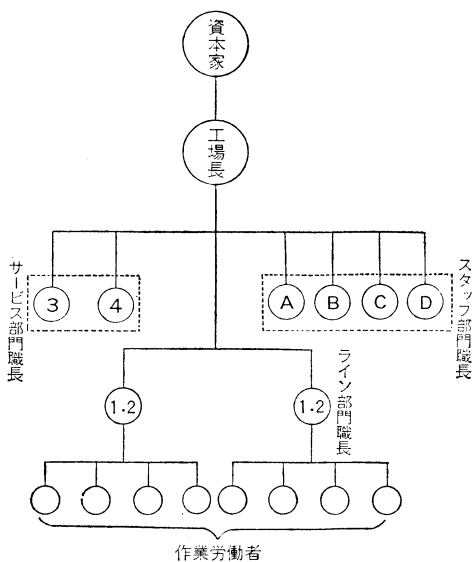 資本家
工場長
サービス部門職長
3
4
A
B
C
D
スタッフ部門職長
1.2
1.2
ライン部門職長
作業労働者